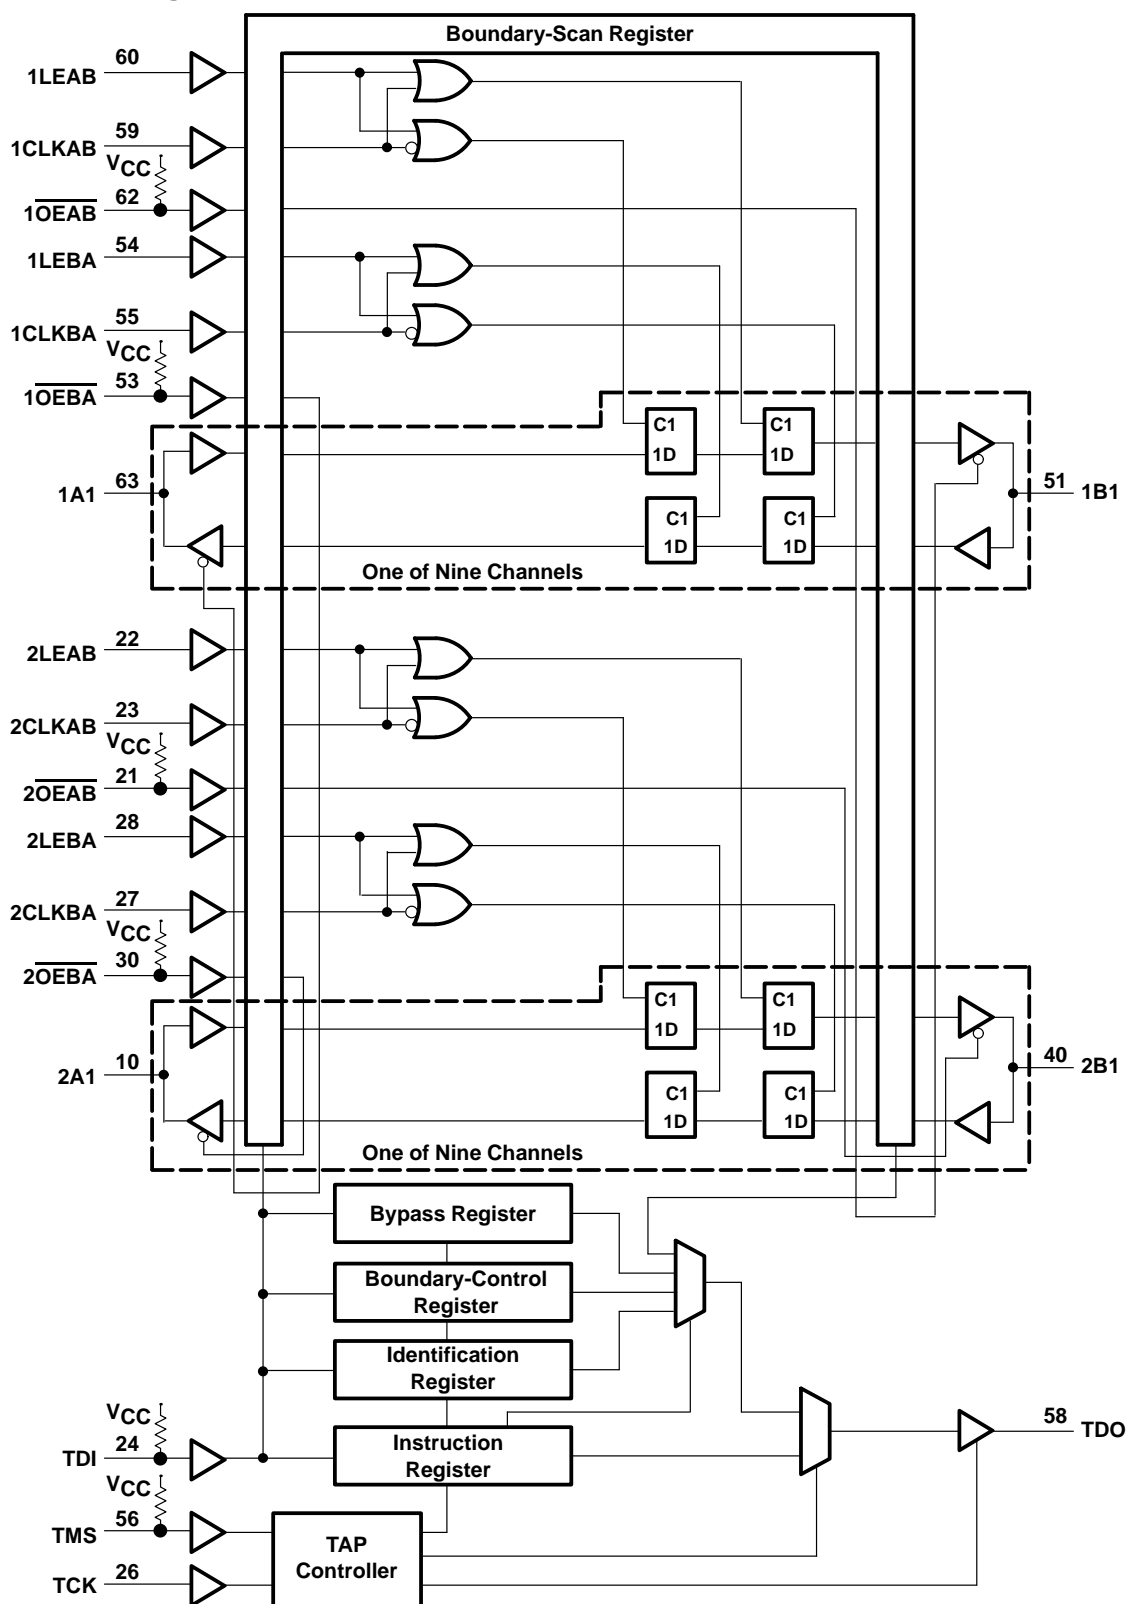 Boundary-Scan Register
1LEAB 60
1CLKAB 59
VCC
1OEAB 62
1LEBA 54
1CLKBA 55
VCC
1OEBA 53
C1
1D
C1
1D
1A1 63
51 1B1
C1
1D
C1
1D
One of Nine Channels
2LEAB 22
2CLKAB 23
VCC
2OEAB 21
2LEBA 28
2CLKBA 27
VCC
2OEBA 30
C1
1D
C1
1D
2A1 10
40 2B1
C1
1D
C1
1D
One of Nine Channels
Bypass Register
Boundary-Control
Register
Identification
Register
VCC
TDI 24
Instruction
Register
58 TDO
VCC
TMS 56
TAP
Controller
TCK 26